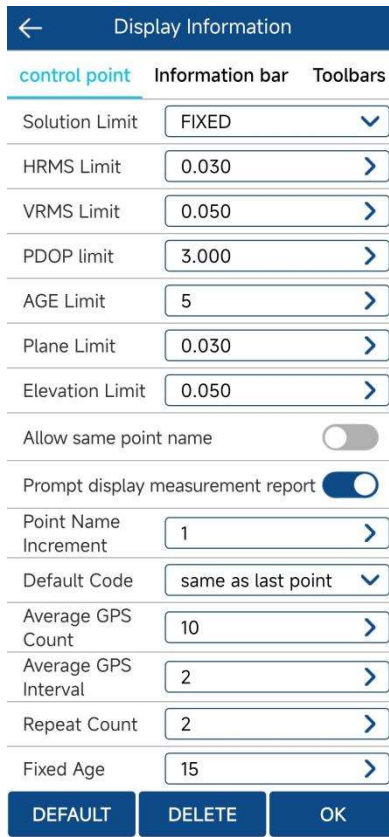 Display Information
control point Information bar Toolbars
Solution Limit FIXED
HRMS Limit 0.030
VRMS Limit 0.050
PDOP limit 3.000
AGE Limit 5
Plane Limit 0.030
Elevation Limit 0.050
Allow same point name
Prompt display measurement report
Point Name
Increment 1
Default Code same as last point
Average GPS
Count 10
Average GPS
Interval 2
Repeat Count 2
Fixed Age 15
DEFAULT DELETE OK